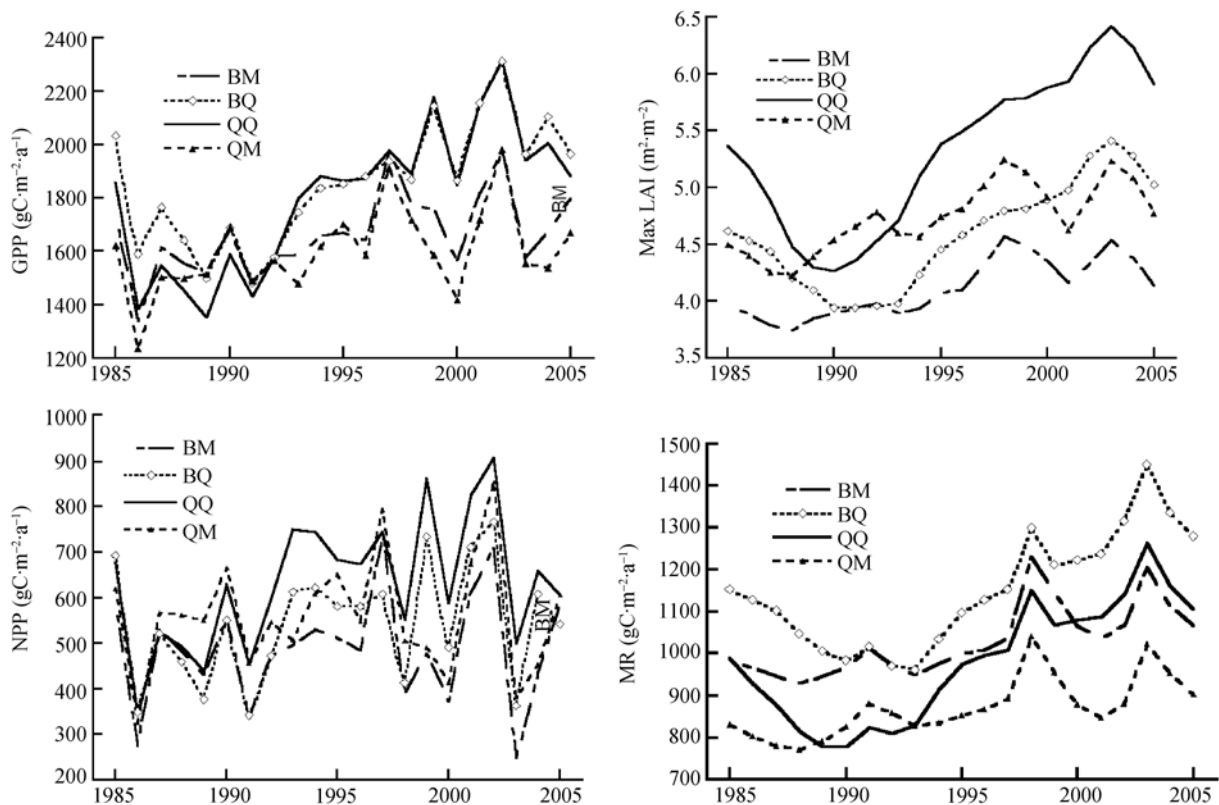 GPP (gC·m⁻²·a⁻¹)
2400
2200
2000
1800
1600
1400
1200
BM
BQ
QQ
QM
BM
1985
1990
1995
2000
2005
Max LAI (m²·m⁻²)
6.5
6.0
5.5
5.0
4.5
4.0
3.5
BM
BQ
QQ
QM
1985
1990
1995
2000
2005
NPP (gC·m⁻²·a⁻¹)
1000
900
800
700
600
500
400
300
200
BM
BQ
QQ
QM
BM
1985
1990
1995
2000
2005
MR (gC·m⁻²·a⁻¹)
1500
1400
1300
1200
1100
1000
900
800
700
BM
BQ
QQ
QM
1985
1990
1995
2000
2005